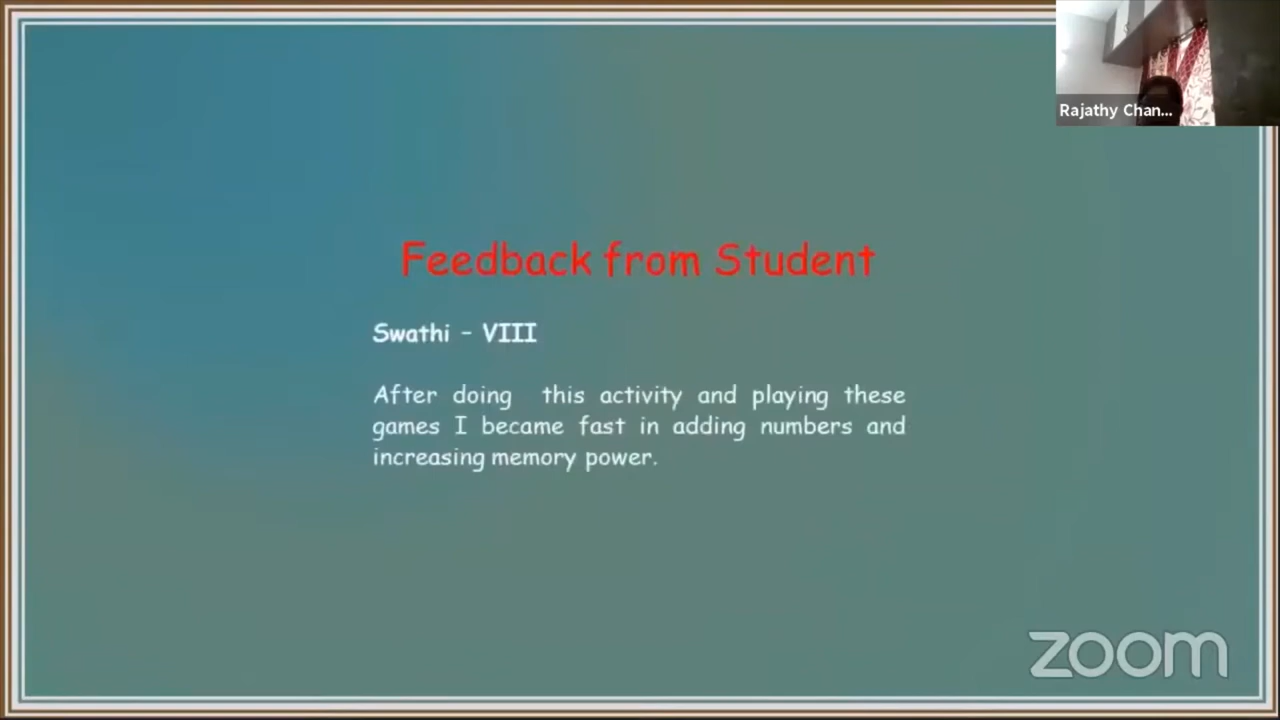 Rajathy Chan...
Feedback from Student
Swathi - VIII
After doing this activity and playing these
games I became fast in adding numbers and
increasing memory power.
zoom